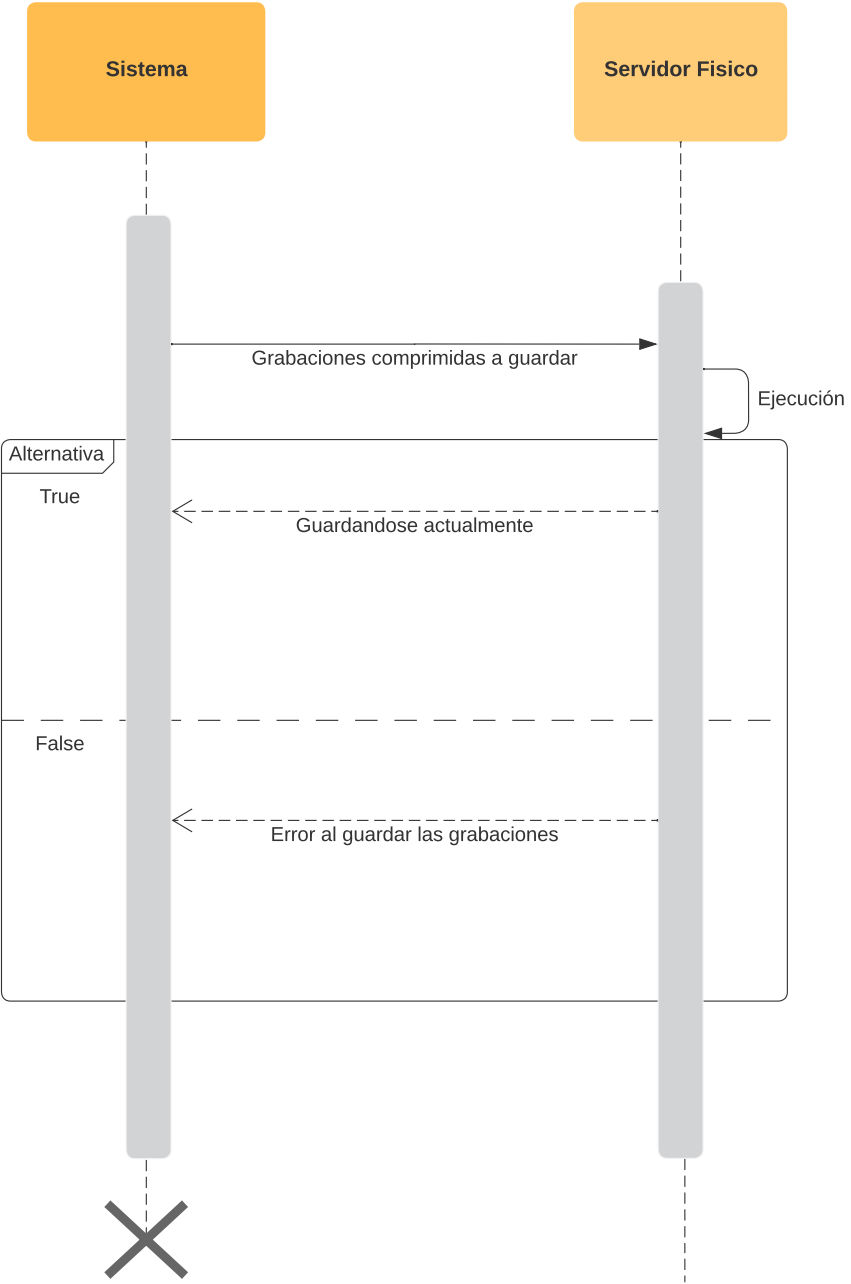 Sistema
Servidor Fisico
Grabaciones comprimidas a guardar
Ejecución
Alternativa
True
Guardandose actualmente
False
Error al guardar las grabaciones